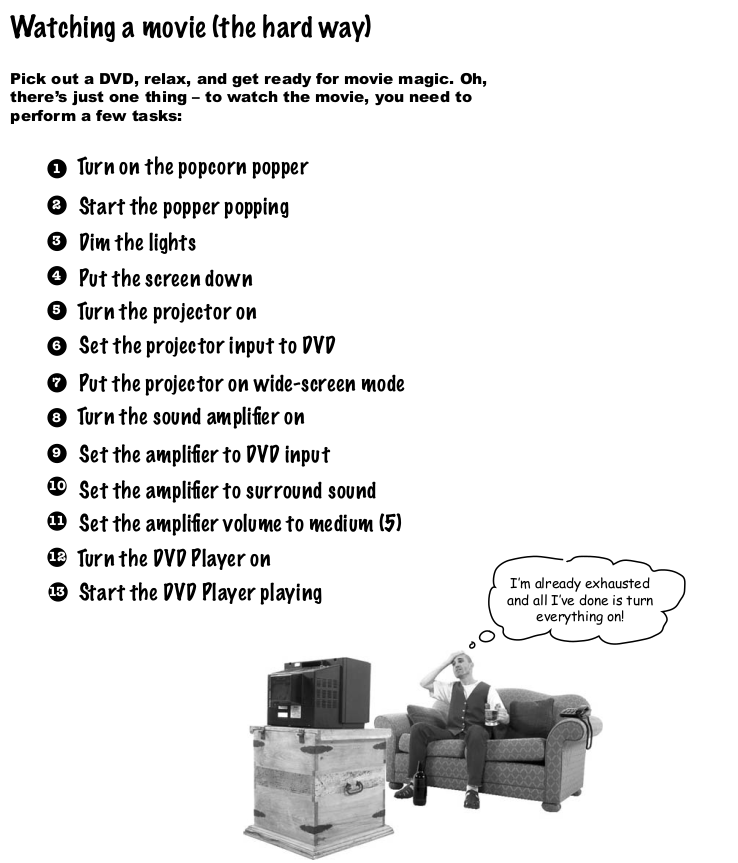 Watching a movie (the hard way)
Pick out a DVD, relax, and get ready for movie magic. Oh,
there's just one thing – to watch the movie, you need to
perform a few tasks:
1 Turn on the popcorn popper
2 Start the popper popping
3 Dim the lights
4 Put the screen down
5 Turn the projector on
6 Set the projector input to DVD
7 Put the projector on wide-screen mode
8 Turn the sound amplifier on
9 Set the amplifier to DVD input
10 Set the amplifier to surround sound
11 Set the amplifier volume to medium (5)
12 Turn the DVD Player on
13 Start the DVD Player playing
I'm already exhausted
and all I've done is turn
everything on!